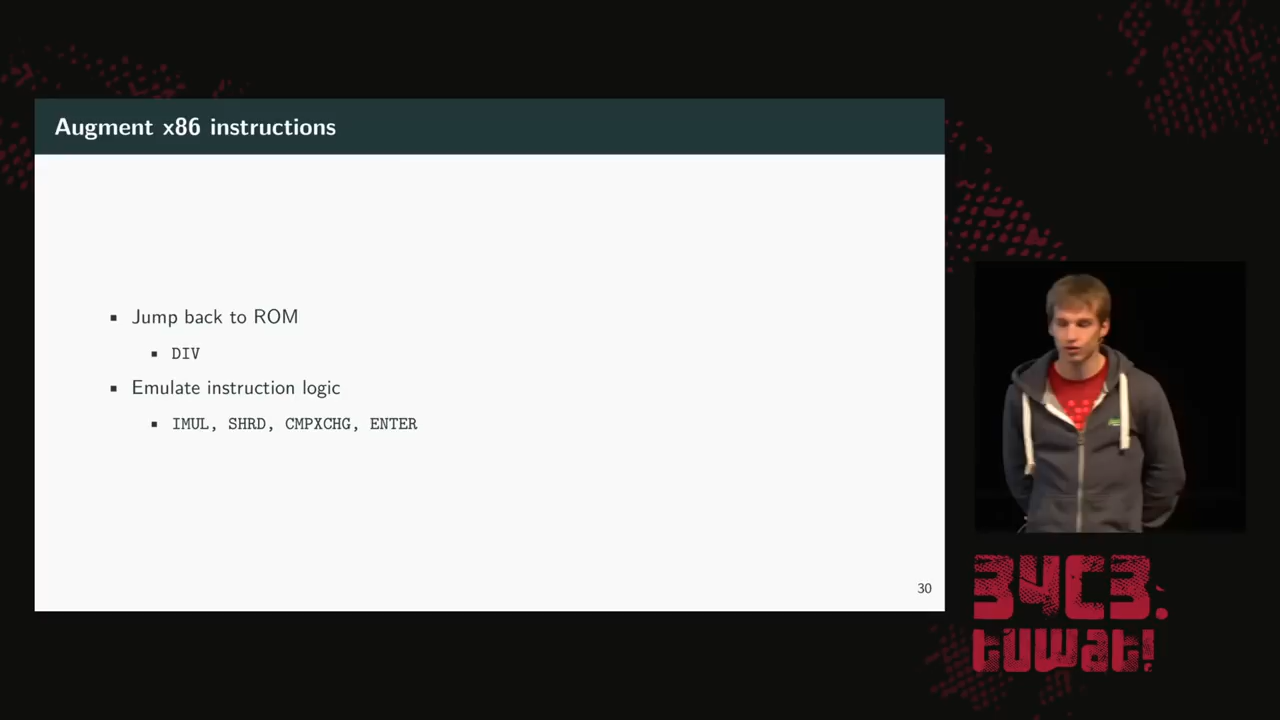 Augment x86 instructions
Jump back to ROM
DIV
Emulate instruction logic
IMUL, SHRD, CMPXCHG, ENTER
30
34C3.
tuwat!